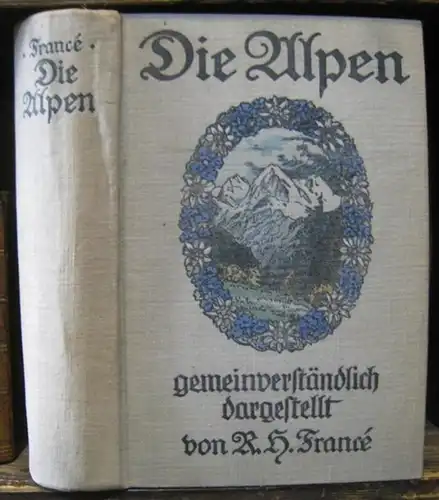 · Francé ·
Die
Alpen
Die Alpen
gemeinverständlich
dargestellt
von R. H. Francé